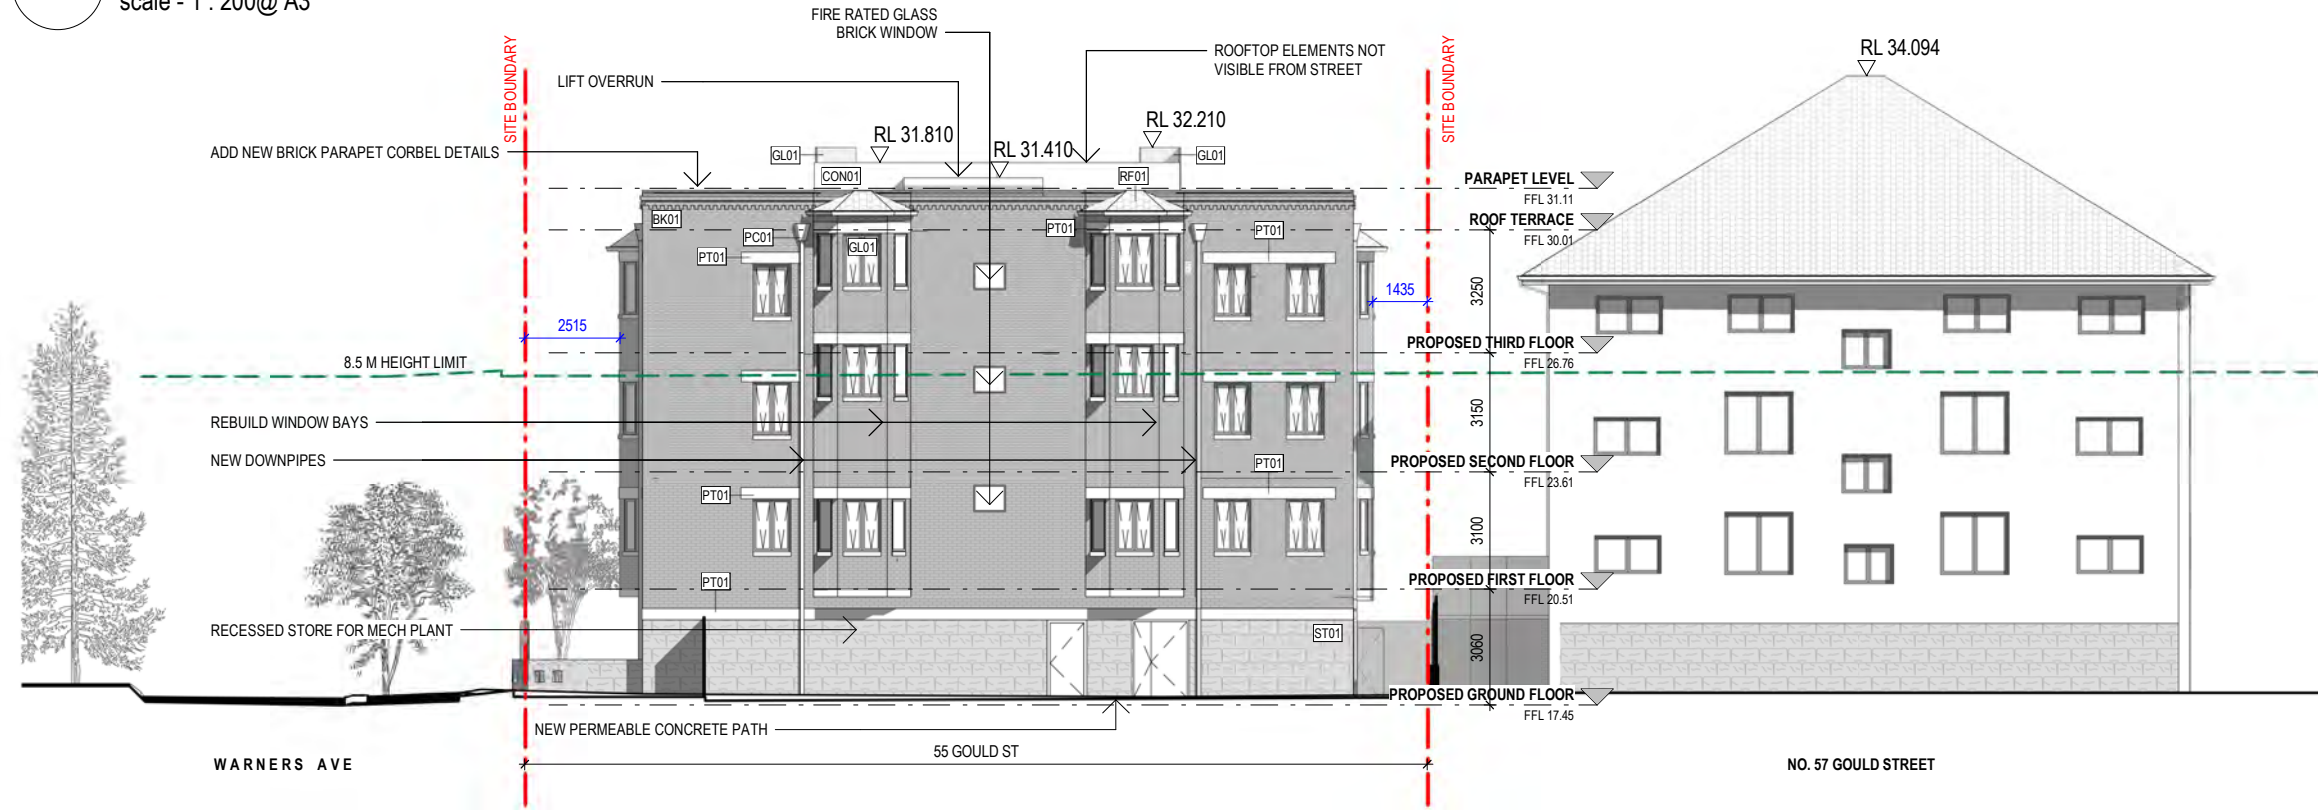 scale - 1 : 200@ A3
FIRE RATED GLASS
BRICK WINDOW
ROOFTOP ELEMENTS NOT
VISIBLE FROM STREET
LIFT OVERRUN
SITE BOUNDARY
SITE BOUNDARY
RL 34.094
ADD NEW BRICK PARAPET CORBEL DETAILS
RL 31.810
RL 31.410
RL 32.210
GL01
GL01
CON01
RF01
BK01
PC01
GL01
PT01
PT01
PT01
PARAPET LEVEL
FFL 31.11
ROOF TERRACE
FFL 30.01
3250
2515
1435
8.5 M HEIGHT LIMIT
PROPOSED THIRD FLOOR
FFL 26.76
3150
REBUILD WINDOW BAYS
NEW DOWNPIPES
PT01
PT01
PROPOSED SECOND FLOOR
FFL 23.61
3100
PT01
PROPOSED FIRST FLOOR
FFL 20.51
RECESSED STORE FOR MECH PLANT
ST01
3060
PROPOSED GROUND FLOOR
FFL 17.45
NEW PERMEABLE CONCRETE PATH
55 GOULD ST
WARNERS AVE
NO. 57 GOULD STREET